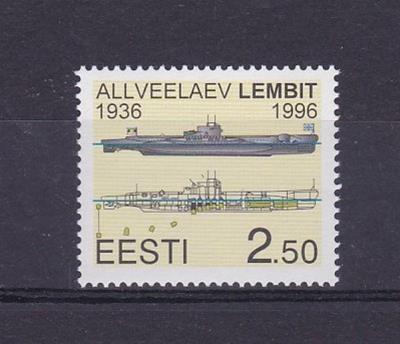 ALLVEELAEV LEMBIT
1936 1996
EESTI 2.50